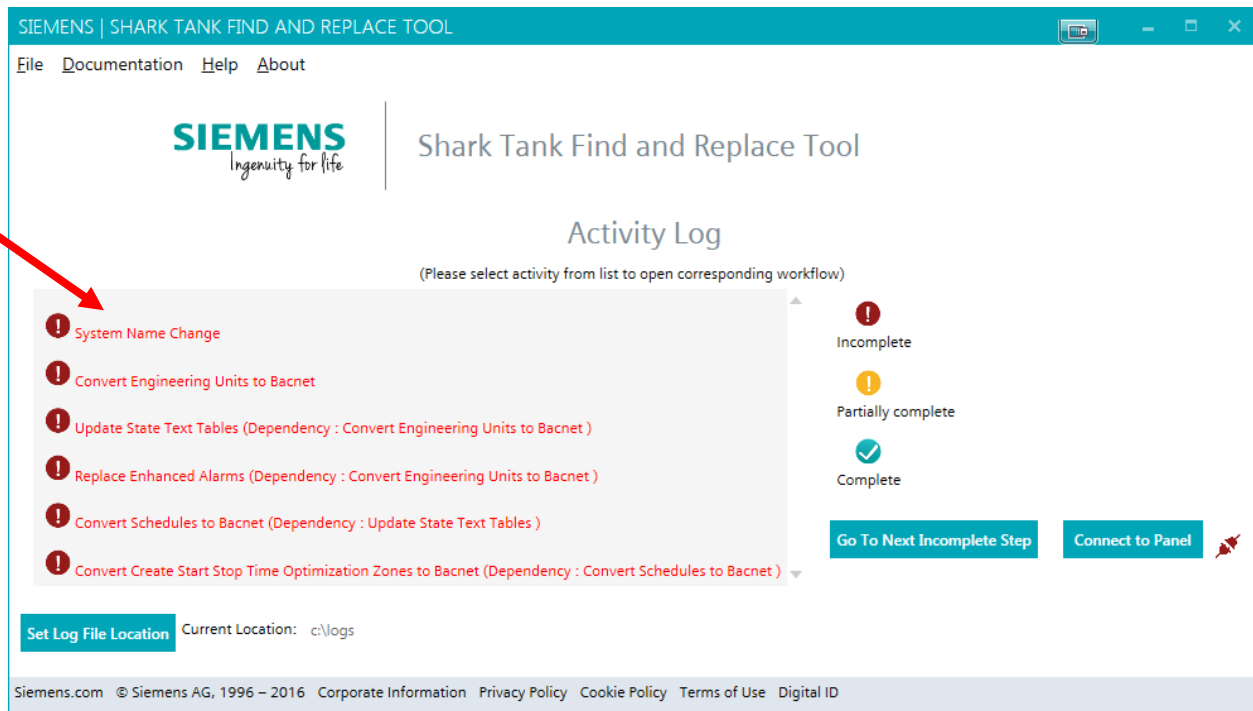 SIEMENS | SHARK TANK FIND AND REPLACE TOOL
File Documentation Help About
SIEMENS
Ingenuity for life
Shark Tank Find and Replace Tool
Activity Log
(Please select activity from list to open corresponding workflow)
System Name Change
Convert Engineering Units to Bacnet
Update State Text Tables (Dependency : Convert Engineering Units to Bacnet )
Replace Enhanced Alarms (Dependency : Convert Engineering Units to Bacnet )
Convert Schedules to Bacnet (Dependency : Update State Text Tables )
Convert Create Start Stop Time Optimization Zones to Bacnet (Dependency : Convert Schedules to Bacnet )
Incomplete
Partially complete
Complete
Go To Next Incomplete Step
Connect to Panel
Set Log File Location Current Location: c:\logs
Siemens.com © Siemens AG, 1996 – 2016 Corporate Information Privacy Policy Cookie Policy Terms of Use Digital ID